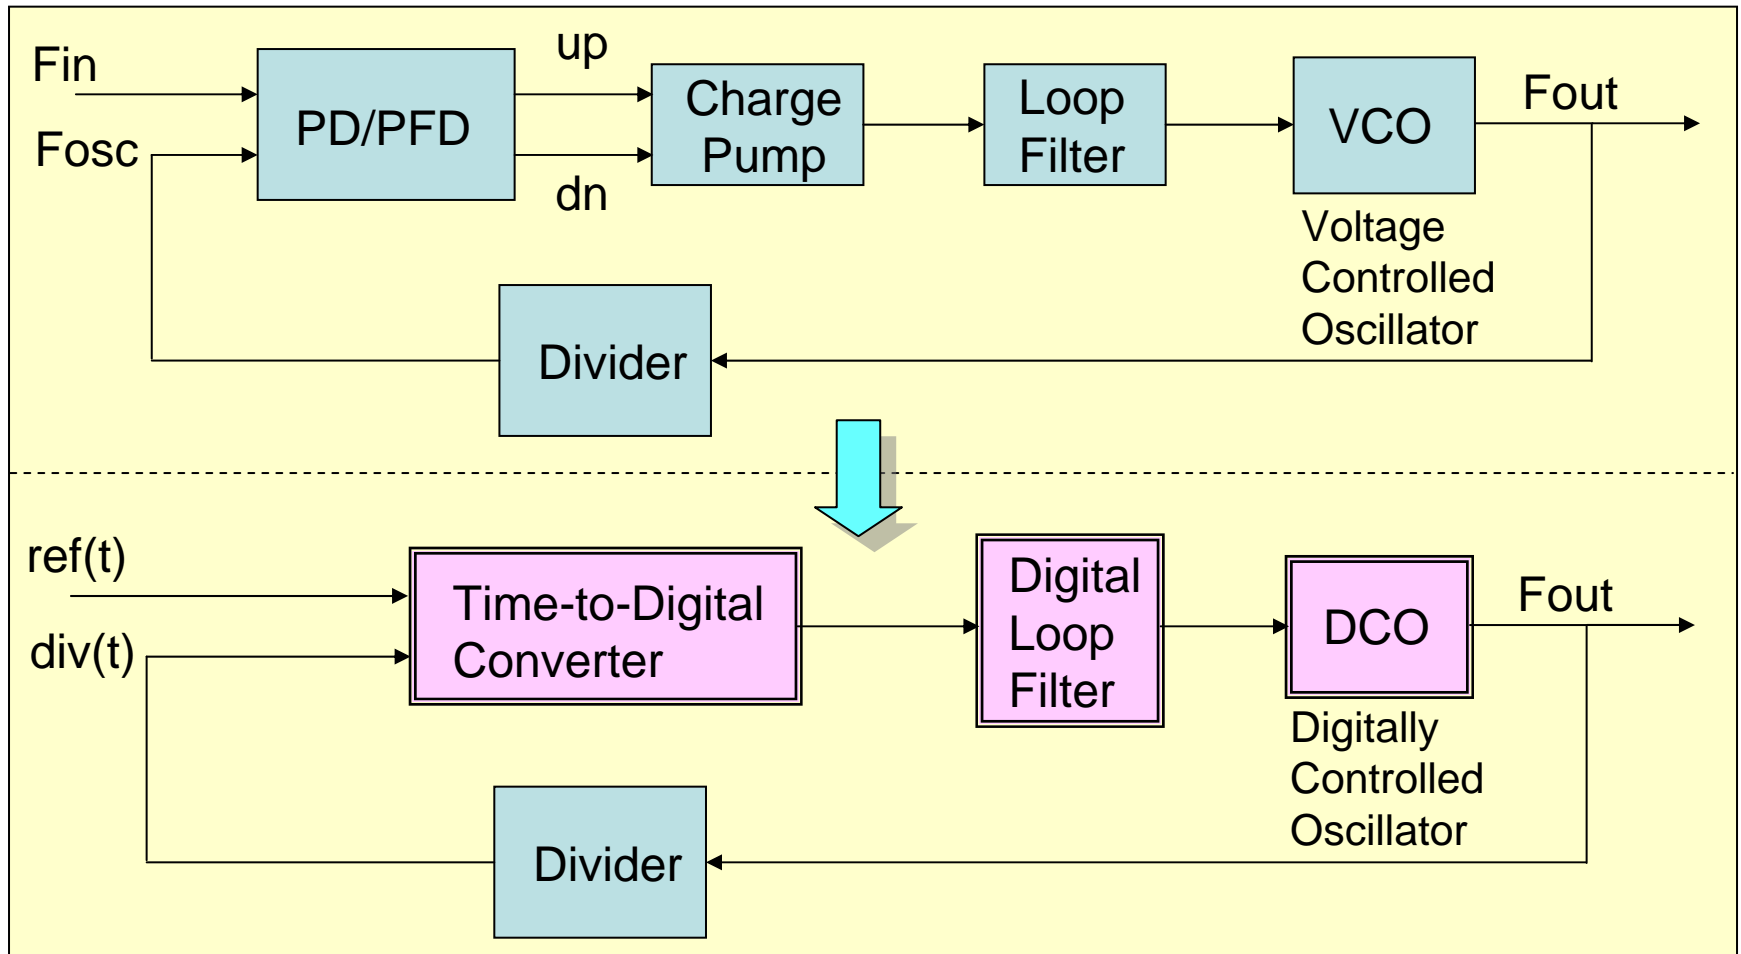 Fin
Fosc
PD/PFD
up
dn
Charge
Pump
Loop
Filter
VCO
Fout
Voltage
Controlled
Oscillator
Divider
ref(t)
div(t)
Time-to-Digital
Converter
Digital
Loop
Filter
DCO
Fout
Digitally
Controlled
Oscillator
Divider